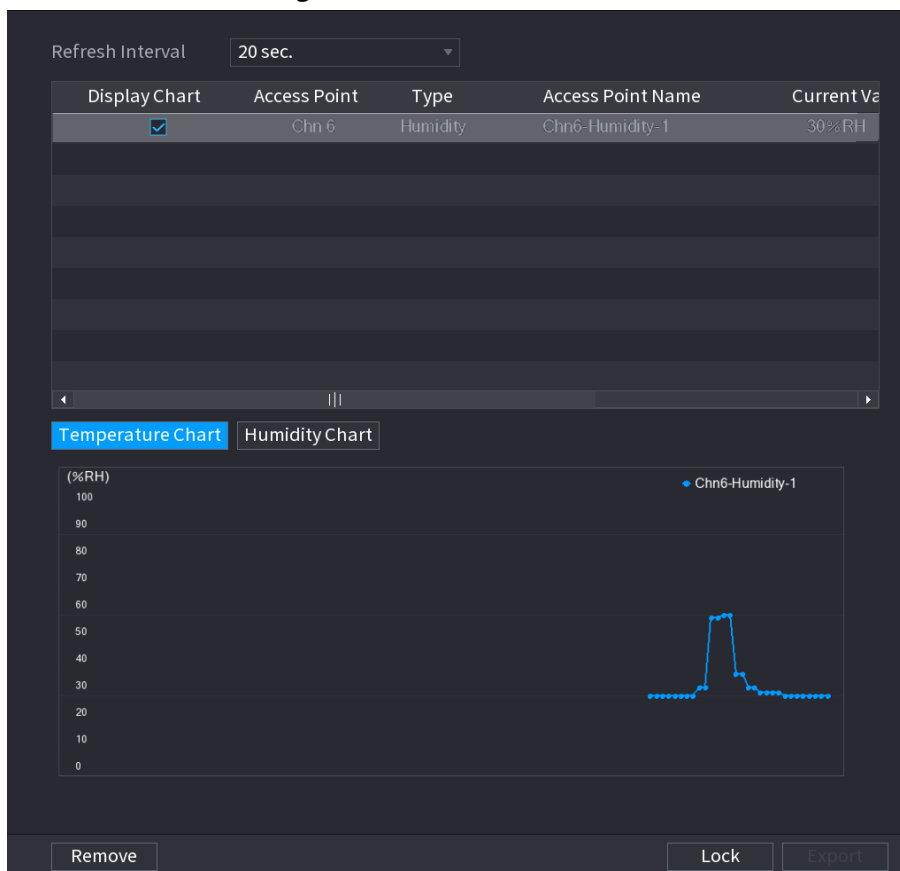 Refresh Interval 20 sec.
Display Chart Access Point Type Access Point Name Current Va
Chn 6 Humidity Chn6-Humidity-1 30%RH
Temperature Chart Humidity Chart
(%RH)
Chn6-Humidity-1
100
90
80
70
60
50
40
30
20
10
0
Remove Lock Export